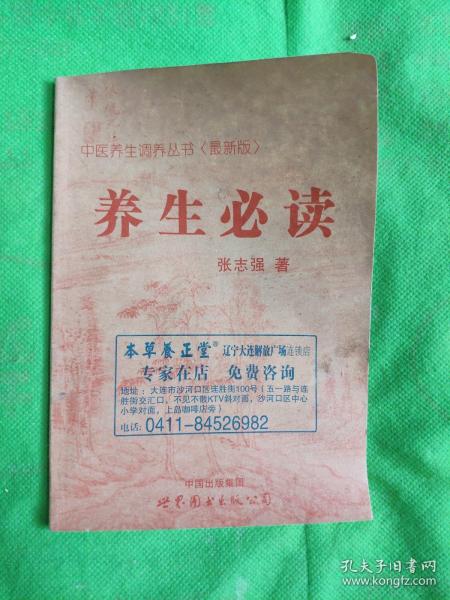 中医养生调养丛书〈最新版〉
养生必读
张志强 著
本草养正堂® 辽宁大连解放广场连锁店
专家在店 免费咨询
地址：大连市沙河口区连胜街100号（五一路与连
胜街交汇口，不见不散KTV斜对面，沙河口区中心
小学对面，上岛咖啡店旁）
电话: 0411-84526982
中国出版集团
世界图书出版公司
孔夫子旧书网
www.kongfz.com